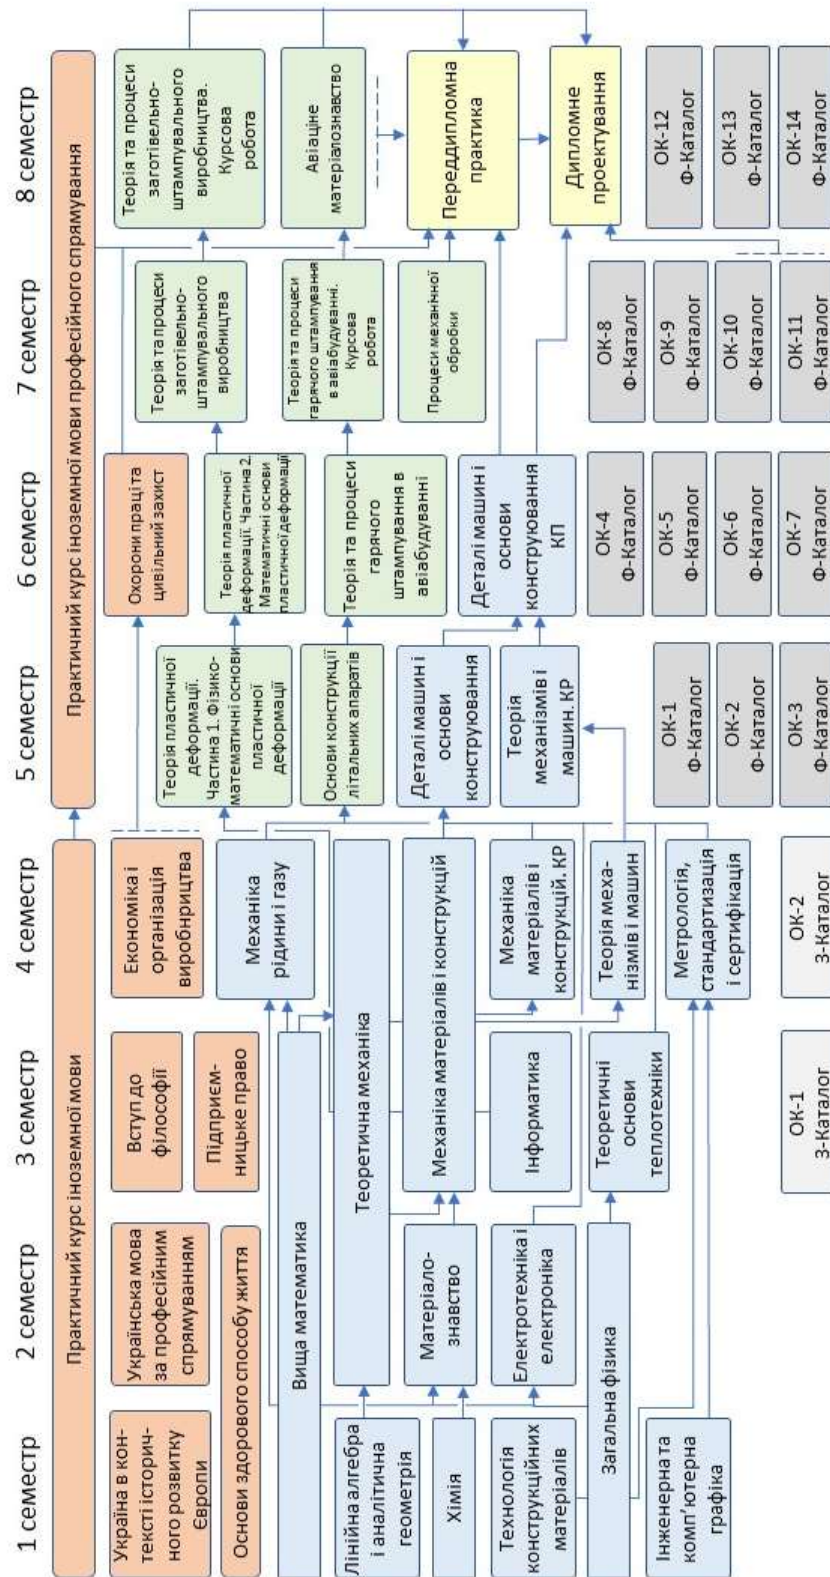 1 семестр
2 семестр
3 семестр
4 семестр
5 семестр
6 семестр
7 семестр
8 семестр
Практичний курс іноземної мови
Практичний курс іноземної мови професійного спрямування
Україна в кон-
тексті історич-
ного розвитку
Європи
Українська мова
за професійним
спрямуванням
Основи здорового способу життя
Вступ до
філософії
Підприєм-
ницьке право
Економіка і
організація
виробнрицтва
Охорони праці та
цивільний захист
Вища математика
Лінійна алгебра
і аналітична
геометрія
Хімія
Технологія
конструкційних
матеріалів
Загальна фізика
Інженерна та
комп’ютерна
графіка
Теоретична механіка
Матеріало-
знавство
Електротехніка і
електроніка
Механіка матеріалів і конструкцій
Інформатика
Теоретичні
основи
теплотехніки
Механіка
рідини і газу
Механіка
матеріалів і
конструкцій. КР
Теорія меха-
нізмів і машин
Метрологія,
стандартизація
і сертифікація
Теорія пластичної
деформації.
Частина 1. Фізико-
математичні основи
пластичної
деформації
Основи конструкції
літальних апаратів
Деталі машин і
основи
конструювання
Теорія
механізмів і
машин. КР
Теорія пластичної
деформації. Частина 2.
Математичні основи
пластичної деформації
Теорія та процеси
гарячого
штампування в
авіабудуванні
Деталі машин і
основи
конструювання
КП
Теорія та процеси
заготівельно-
штампувального
виробництва
Теорія та процеси
гарячого штампування
в авіабудуванні.
Курсова
робота
Процеси механічної
обробки
Теорія та процеси
заготівельно-
штампувального
виробництва.
Курсова
робота
Авіаціне
матеріалознавство
Переддипломна
практика
Дипломне
проектування
ОК-1
З-Каталог
ОК-2
З-Каталог
ОК-1
Ф-Каталог
ОК-2
Ф-Каталог
ОК-3
Ф-Каталог
ОК-4
Ф-Каталог
ОК-5
Ф-Каталог
ОК-6
Ф-Каталог
ОК-7
Ф-Каталог
ОК-8
Ф-Каталог
ОК-9
Ф-Каталог
ОК-10
Ф-Каталог
ОК-11
Ф-Каталог
ОК-12
Ф-Каталог
ОК-13
Ф-Каталог
ОК-14
Ф-Каталог